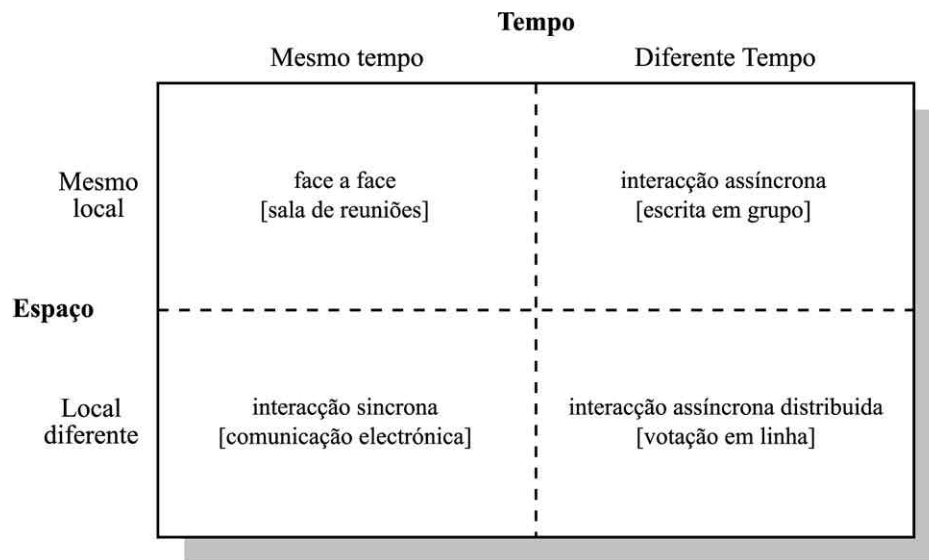 Tempo
Mesmo tempo
Diferente Tempo
Mesmo
local
face a face
[sala de reuniões]
interacção assíncrona
[escrita em grupo]
Espaço
Local
diferente
interacção sincrona
[comunicação electrónica]
interacção assíncrona distribuida
[votação em linha]